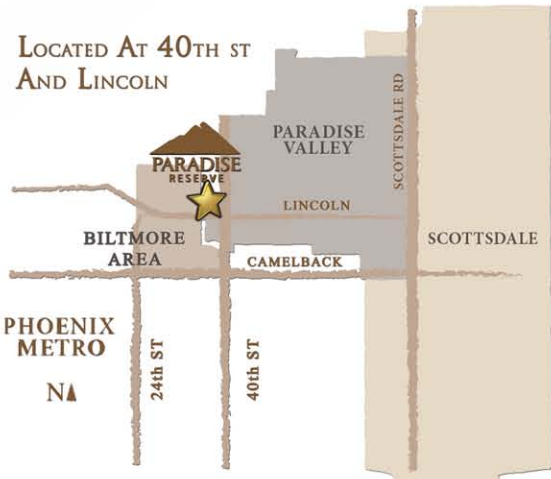 LOCATED AT 40TH ST
AND LINCOLN
PARADISE
RESERVE
PARADISE
VALLEY
SCOTTSDALE RD
LINCOLN
BILTMORE
AREA
CAMELBACK
SCOTTSDALE
PHOENIX
METRO
N
24th ST
40th ST